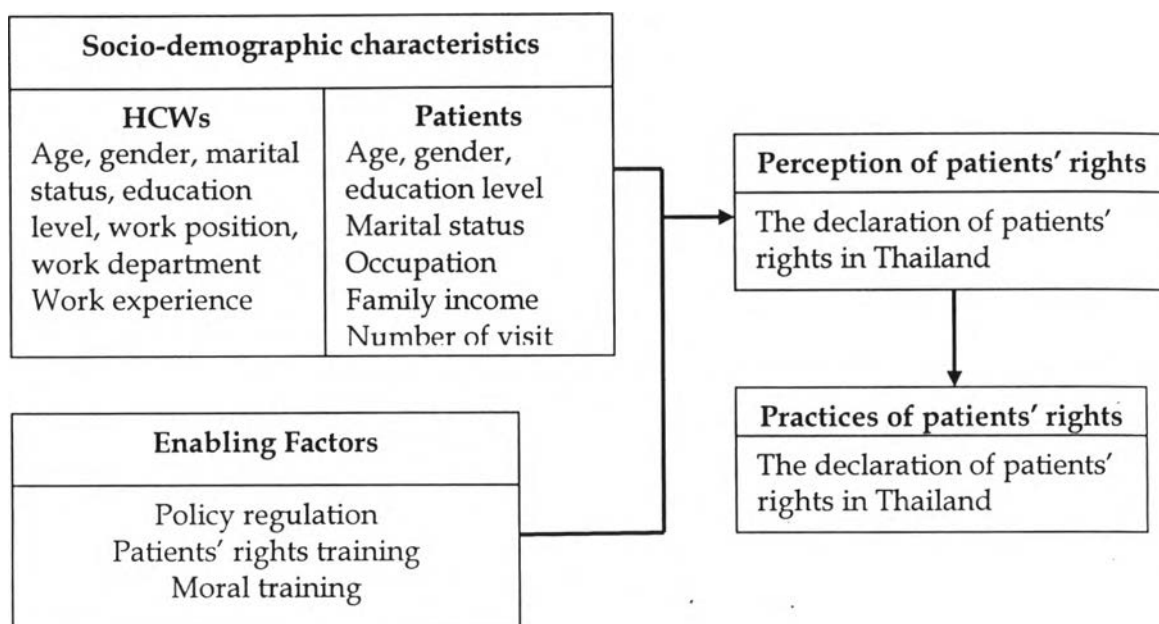 Socio-demographic characteristics
HCWs
Age, gender, marital
status, education
level, work position,
work department
Work experience
Patients
Age, gender,
education level
Marital status
Occupation
Family income
Number of visit
Enabling Factors
Policy regulation
Patients’ rights training
Moral training
Perception of patients’ rights
The declaration of patients’
rights in Thailand
Practices of patients’ rights
The declaration of patients’
rights in Thailand